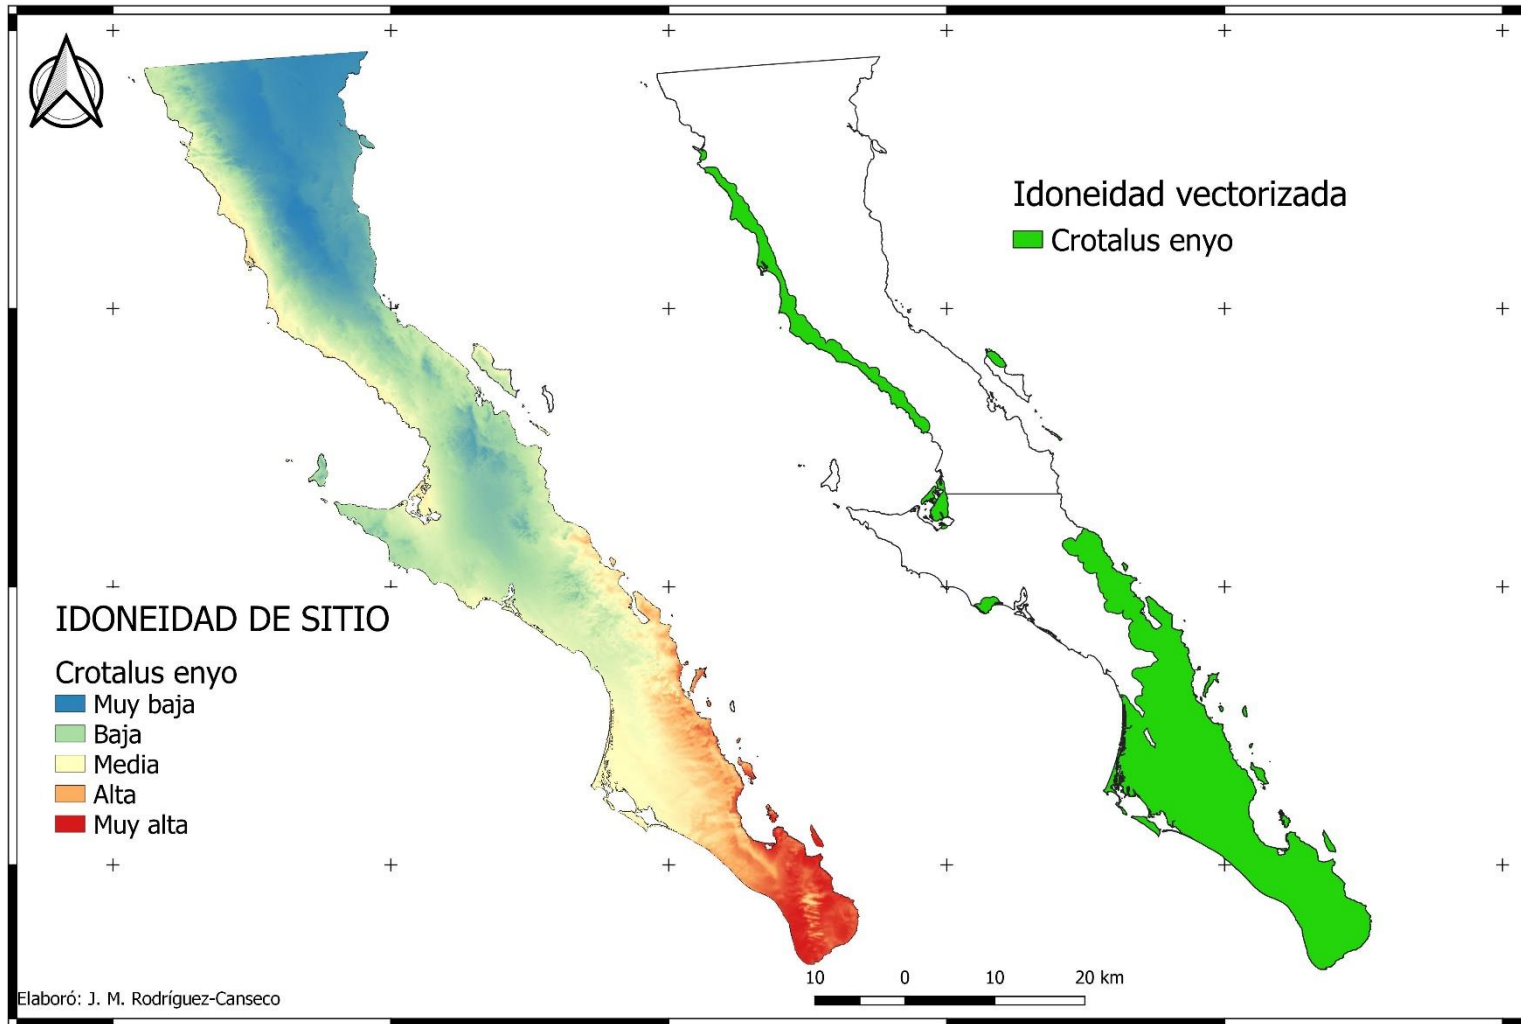 Idoneidad vectorizada
Crotalus enyo
IDONEIDAD DE SITIO
Crotalus enyo
Muy baja
Baja
Media
Alta
Muy alta
10 0 10 20 km
Elaboró: J. M. Rodríguez-Canseco